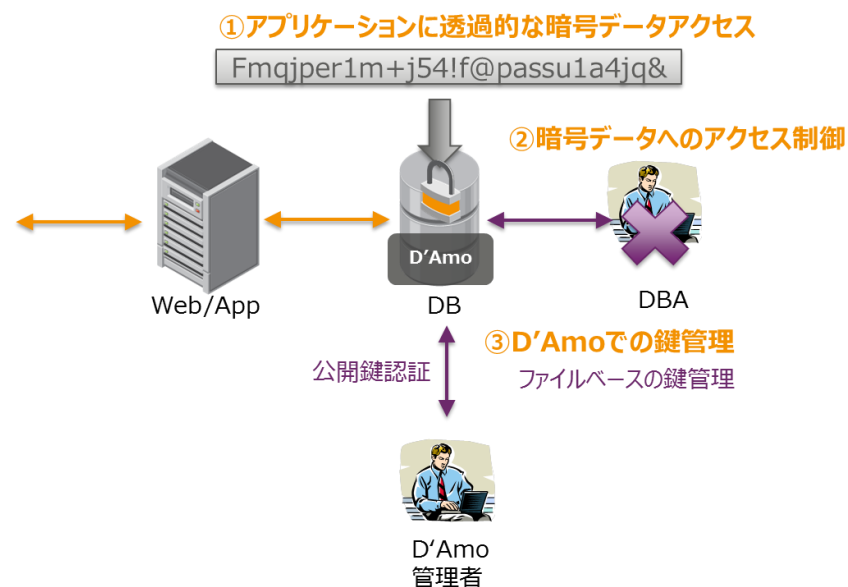 ①アプリケーションに透過的な暗号データアクセス
Fmqjper1m+j54!f@passu1a4jq&
②暗号データへのアクセス制御
D’Amo
Web/App
DB
DBA
③D’Amoでの鍵管理
公開鍵認証
ファイルベースの鍵管理
D‘Amo
管理者